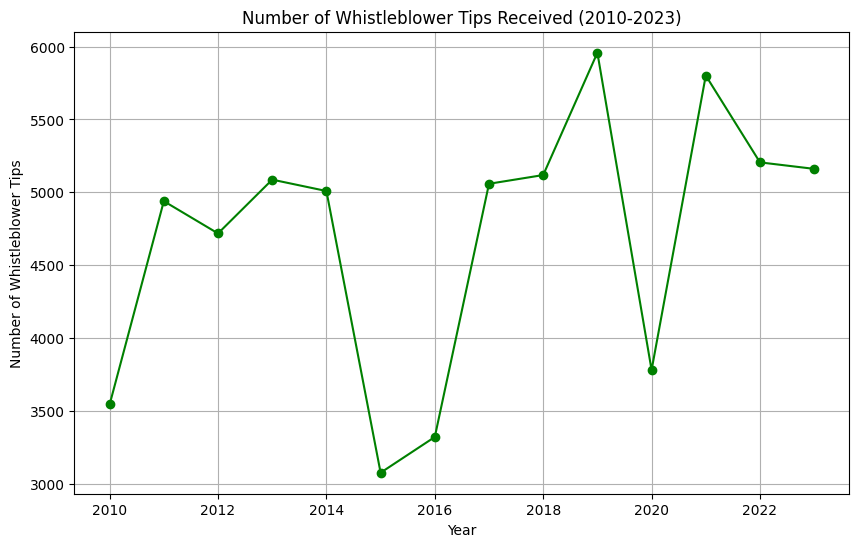 Number of Whistleblower Tips Received (2010-2023)
6000
5500
5000
4500
4000
3500
3000
Number of Whistleblower Tips
2010 2012 2014 2016 2018 2020 2022
Year